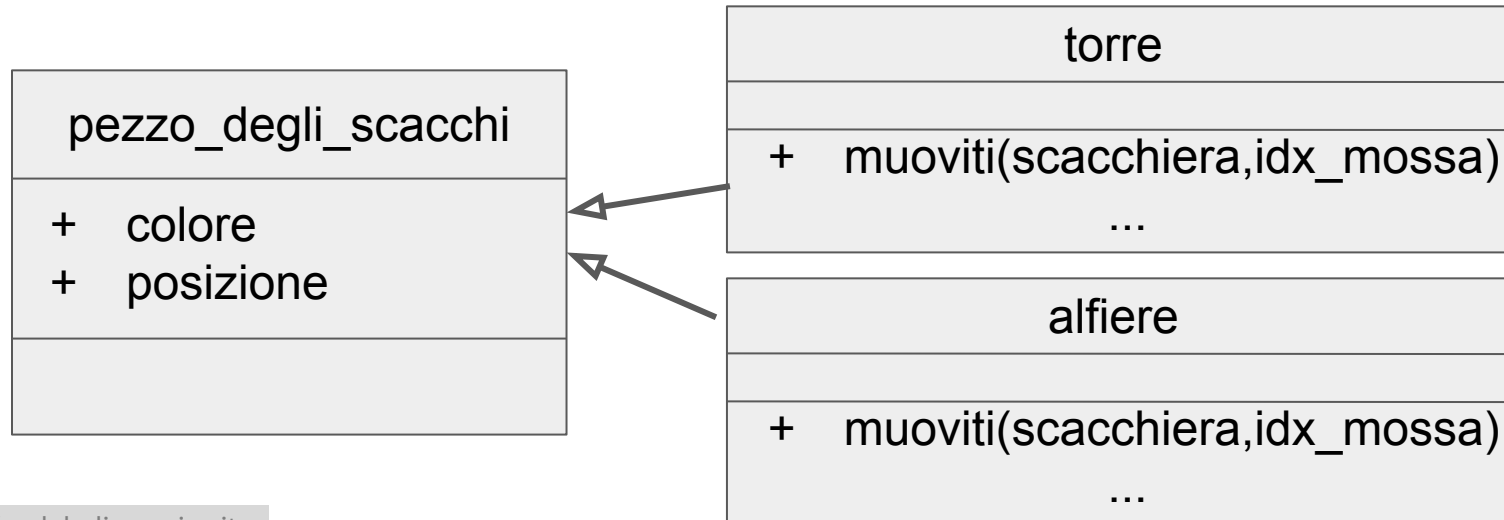 pezzo_degli_scacchi
+ colore
+ posizione
torre
+ muoviti(scacchiera,idx_mossa)
...
alfiere
+ muoviti(scacchiera,idx_mossa)
...